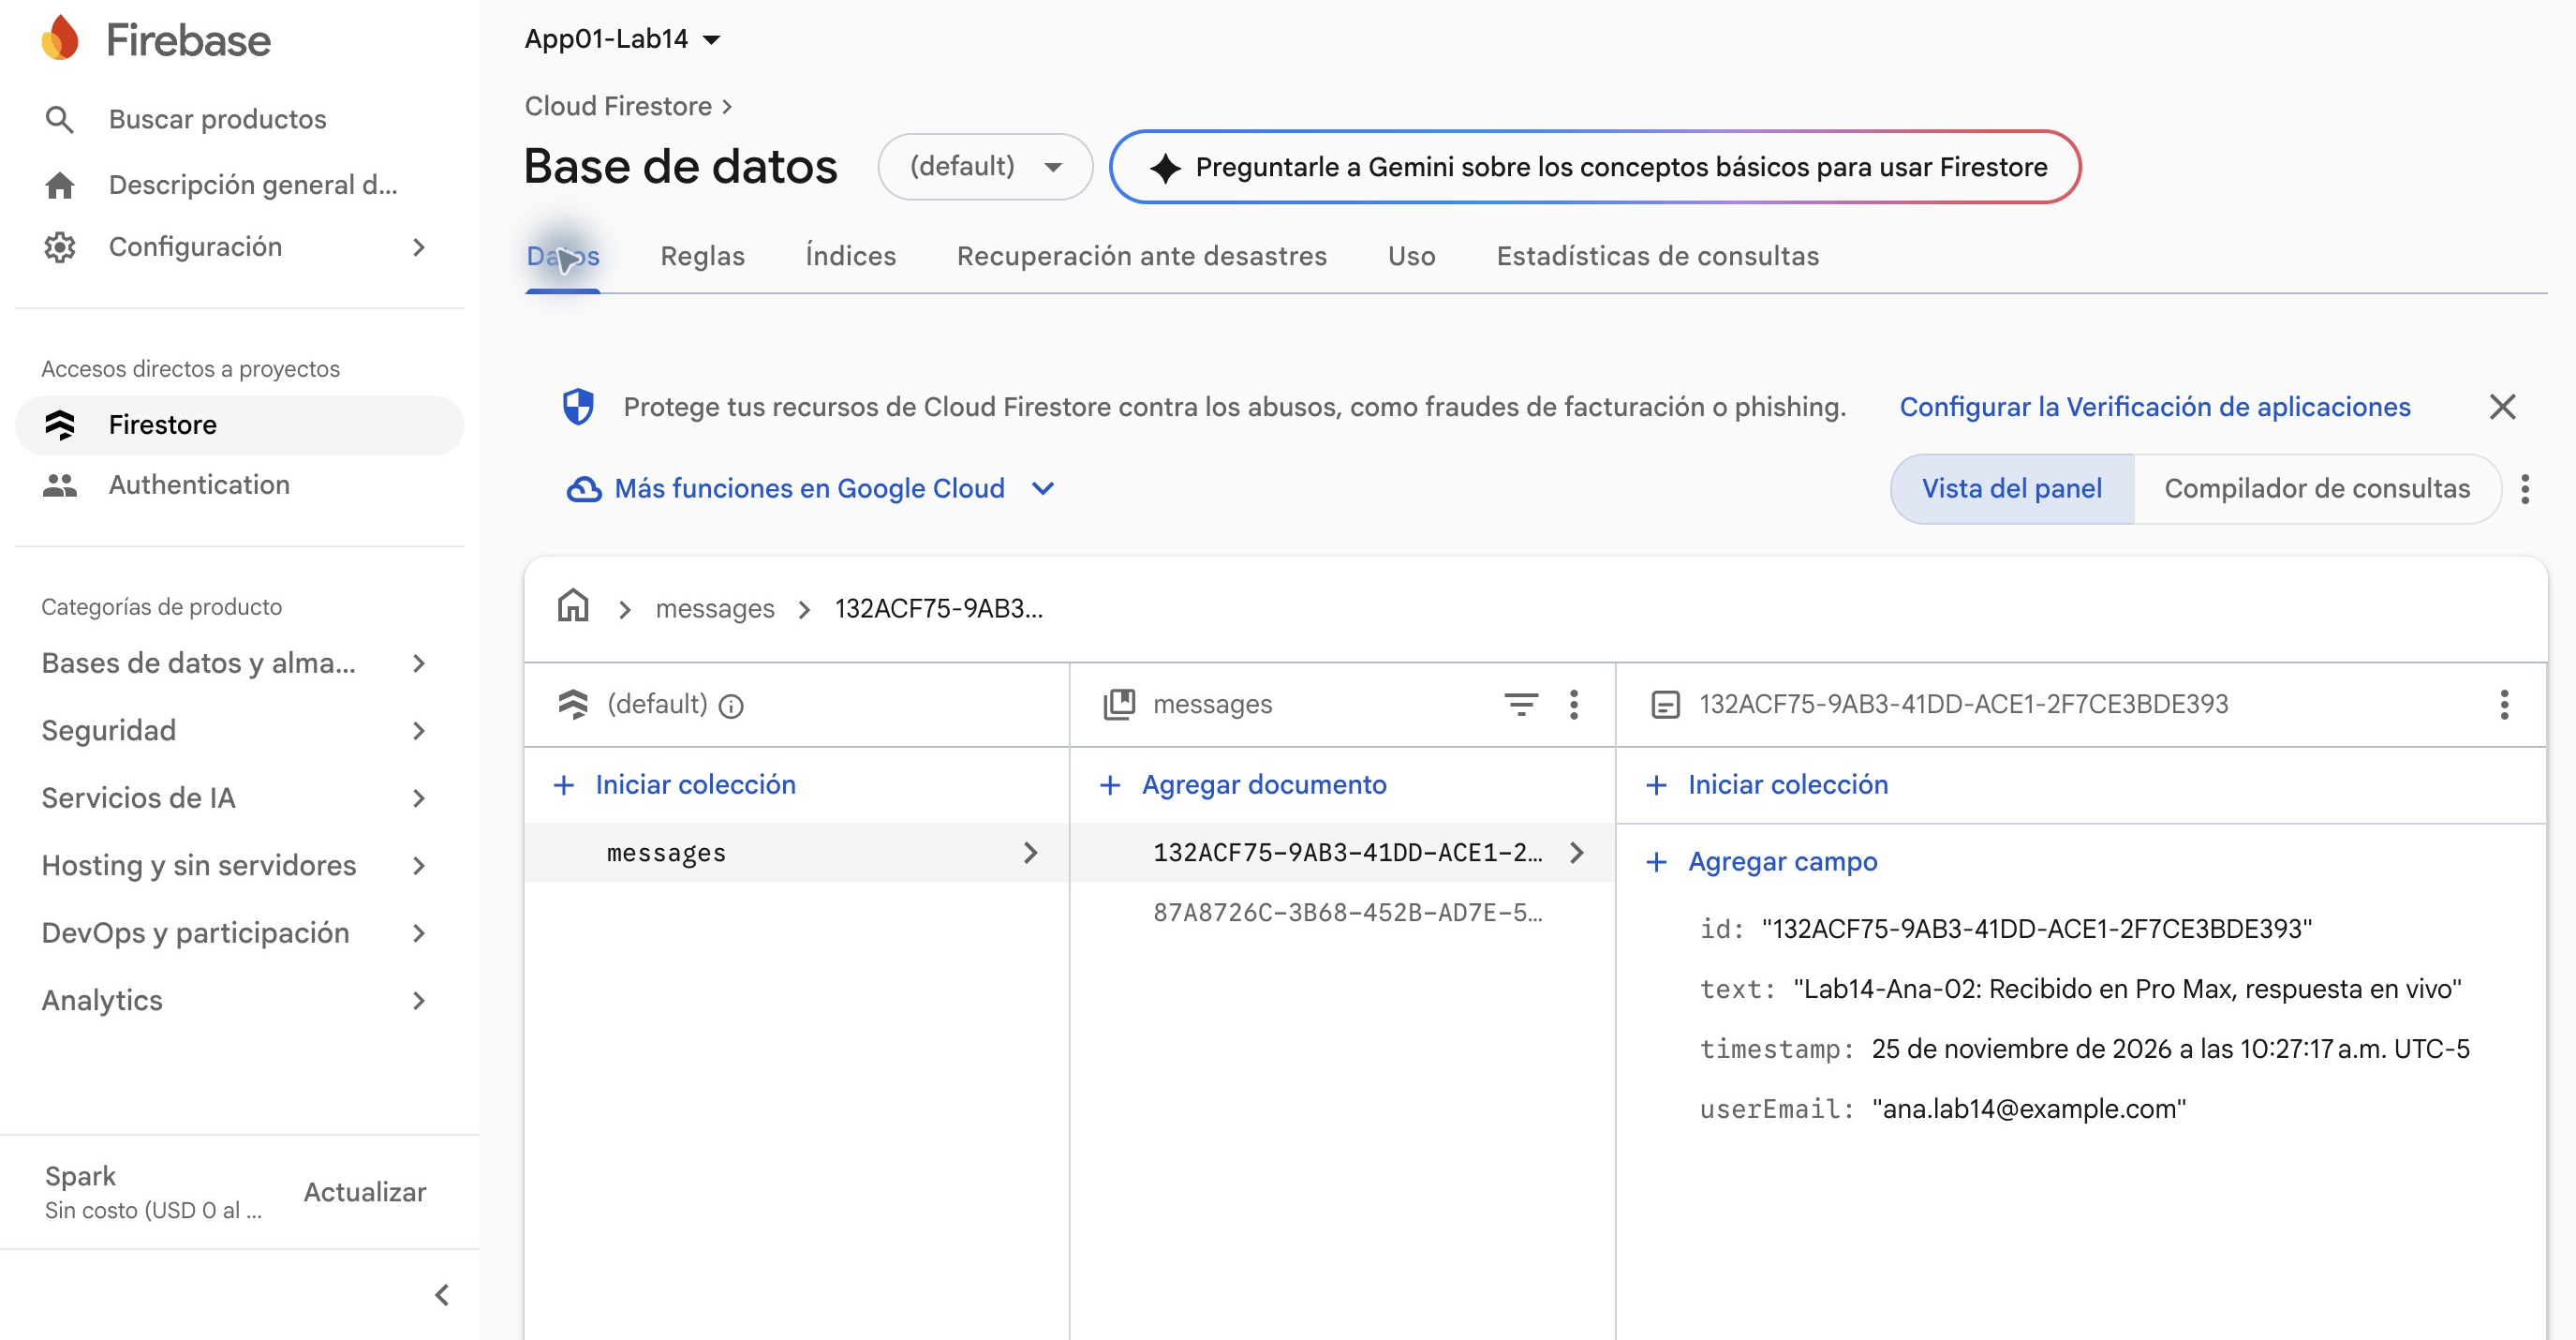 Firebase
Buscar productos
Descripción general d...
Configuración
Accesos directos a proyectos
Firestore
Authentication
Categorías de producto
Bases de datos y alma...
Seguridad
Servicios de IA
Hosting y sin servidores
DevOps y participación
Analytics
Spark
Sin costo (USD 0 al ...
Actualizar
App01-Lab14
Cloud Firestore
Base de datos
(default)
Preguntarle a Gemini sobre los conceptos básicos para usar Firestore
Datos
Reglas
Índices
Recuperación ante desastres
Uso
Estadísticas de consultas
Protege tus recursos de Cloud Firestore contra los abusos, como fraudes de facturación o phishing.
Configurar la Verificación de aplicaciones
Más funciones en Google Cloud
Vista del panel
Compilador de consultas
messages
132ACF75-9AB3...
(default)
Iniciar colección
messages
messages
Agregar documento
132ACF75-9AB3-41DD-ACE1-2…
87A8726C-3B68-452B-AD7E-5…
132ACF75-9AB3-41DD-ACE1-2F7CE3BDE393
Iniciar colección
Agregar campo
id: "132ACF75-9AB3-41DD-ACE1-2F7CE3BDE393"
text: "Lab14-Ana-02: Recibido en Pro Max, respuesta en vivo"
timestamp: 25 de noviembre de 2026 a las 10:27:17 a.m. UTC-5
userEmail: "ana.lab14@example.com"